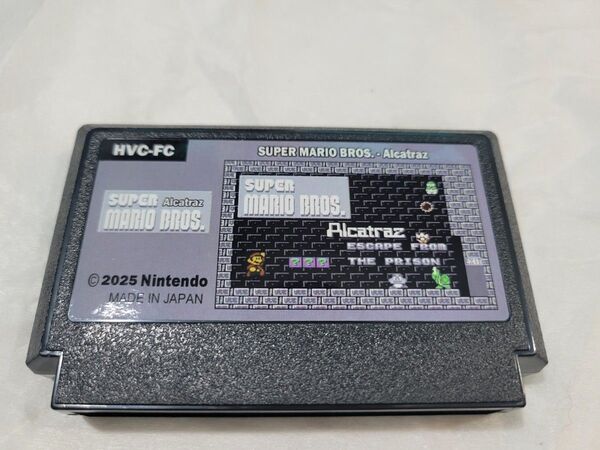 HVC-FC
SUPER MARIO BROS. - Alcatraz
SUPER Alcatraz
MARIO BROS.
© 2025 Nintendo
MADE IN JAPAN
SUPER
MARIO BROS.
Alcatraz
ESCAPE FROM
THE PRISON
? ? ?